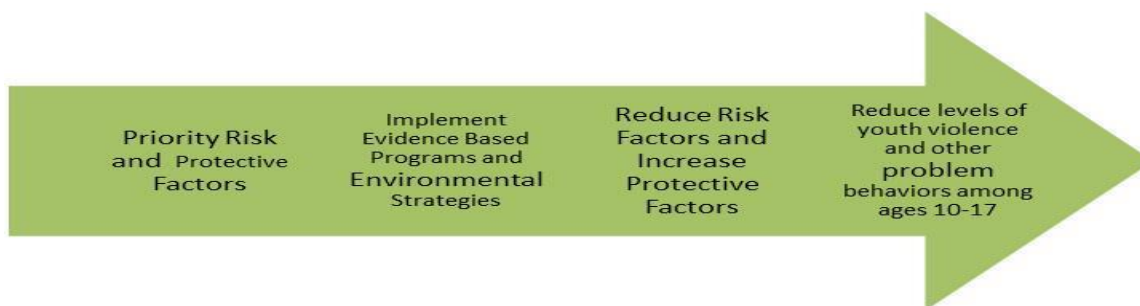 Priority Risk
and Protective
Factors
Implement
Evidence Based
Programs and
Environmental
Strategies
Reduce Risk
Factors and
Increase
Protective
Factors
Reduce levels of
youth violence
and other
problem
behaviors among
ages 10-17